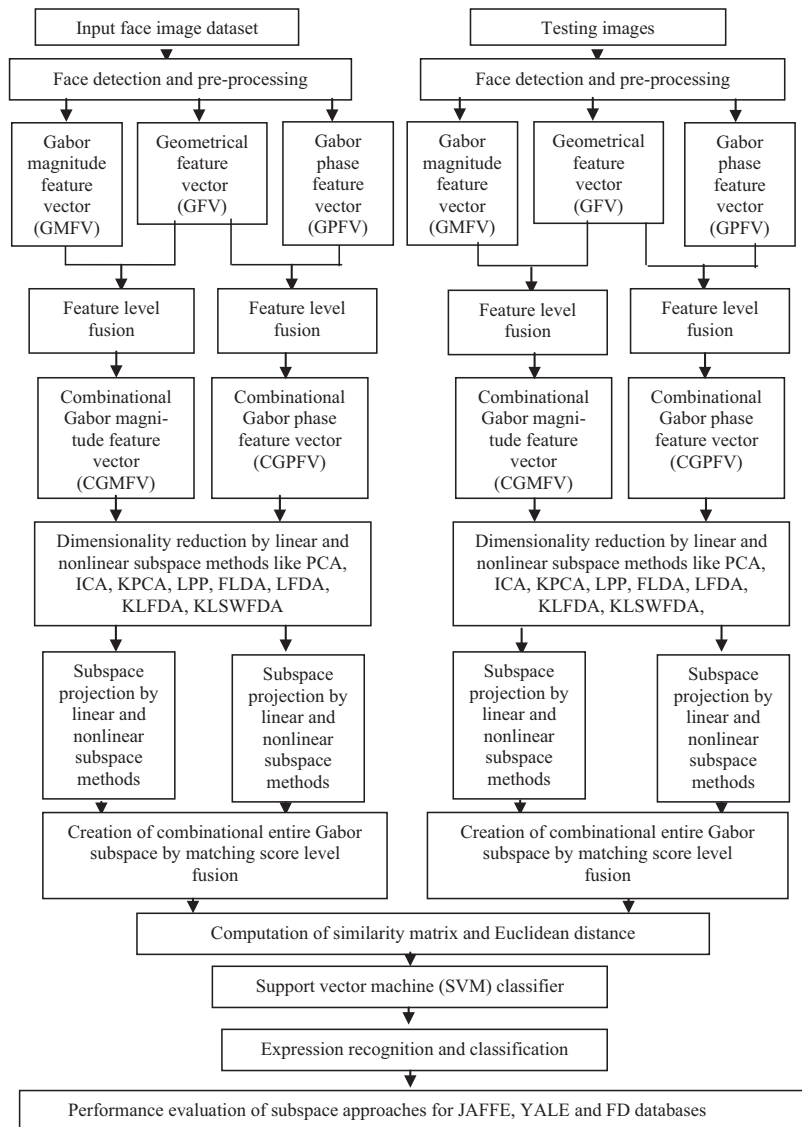 Input face image dataset
Testing images
Face detection and pre-processing
Face detection and pre-processing
Gabor
magnitude
feature
vector
(GMFV)
Geometrical
feature
vector
(GFV)
Gabor
phase
feature
vector
(GPFV)
Gabor
magnitude
feature
vector
(GMFV)
Geometrical
feature
vector
(GFV)
Gabor
phase
feature
vector
(GPFV)
Feature level
fusion
Feature level
fusion
Feature level
fusion
Feature level
fusion
Combinational
Gabor magni-
tude feature
vector
(CGMFV)
Combinational
Gabor phase
feature vector
(CGPFV)
Combinational
Gabor magni-
tude feature
vector
(CGMFV)
Combinational
Gabor phase
feature vector
(CGPFV)
Dimensionality reduction by linear and
nonlinear subspace methods like PCA,
ICA, KPCA, LPP, FLDA, LFDA,
KLFDA, KLSWFDA
Dimensionality reduction by linear and
nonlinear subspace methods like PCA,
ICA, KPCA, LPP, FLDA, LFDA,
KLFDA, KLSWFDA,
Subspace
projection by
linear and
nonlinear
subspace
methods
Subspace
projection by
linear and
nonlinear
subspace
methods
Subspace
projection by
linear and
nonlinear
subspace
methods
Subspace
projection by
linear and
nonlinear
subspace
methods
Creation of combinational entire Gabor
subspace by matching score level
fusion
Creation of combinational entire Gabor
subspace by matching score level
fusion
Computation of similarity matrix and Euclidean distance
Support vector machine (SVM) classifier
Expression recognition and classification
Performance evaluation of subspace approaches for JAFFE, YALE and FD databases